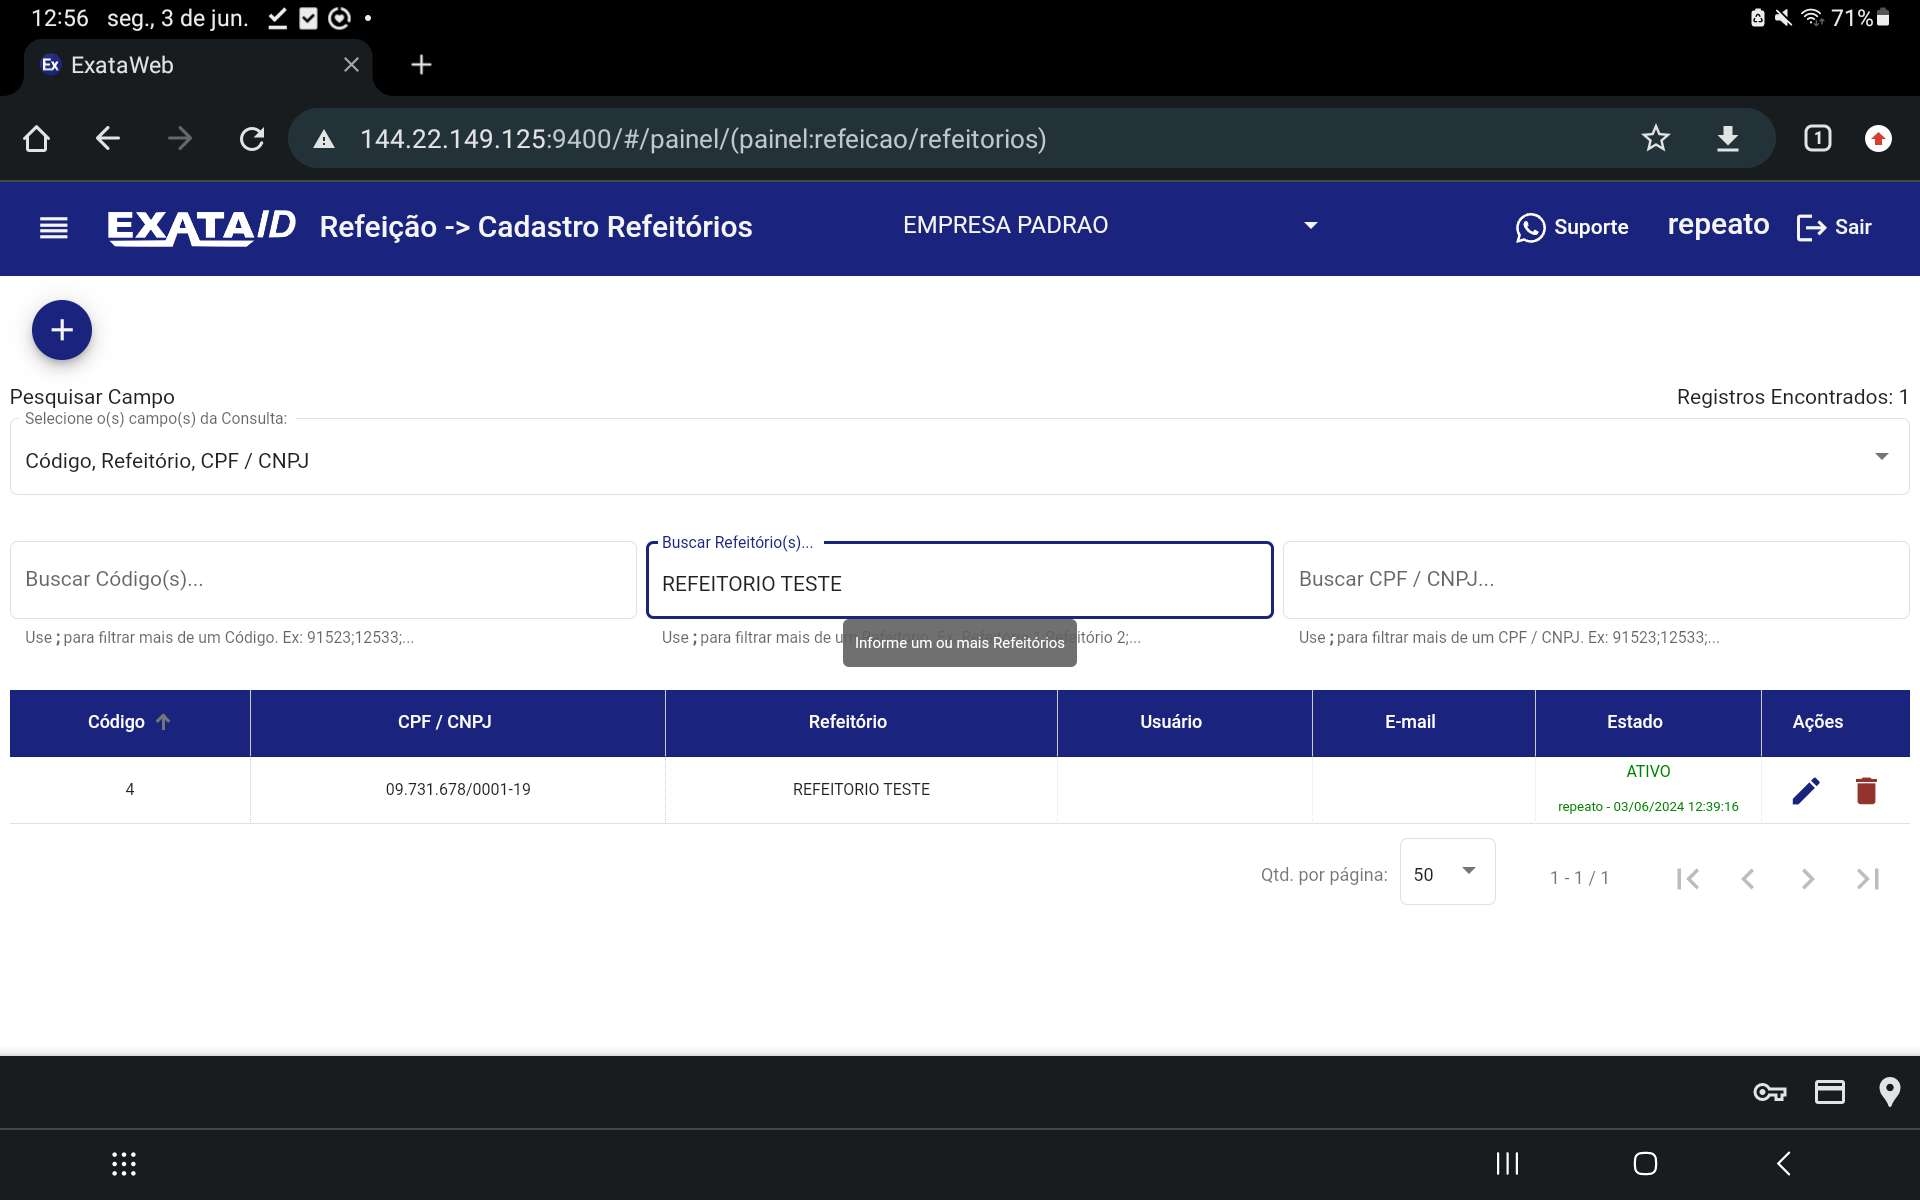 12:56 seg., 3 de jun. 71%
Ex ExataWeb
144.22.149.125:9400/#/painel/(painel:refeicao/refeitorios) 1
EXATA/D Refeição -> Cadastro Refeitórios EMPRESA PADRAO Suporte repeato Sair
+
Pesquisar Campo Registros Encontrados: 1
Selecione o(s) campo(s) da Consulta:
Código, Refeitório, CPF / CNPJ
Buscar Refeitório(s)...
Buscar Código(s)... REFEITORIO TESTE Buscar CPF / CNPJ...
Use ; para filtrar mais de um Código. Ex: 91523;12533;... Use ; para filtrar mais de 2;... Use ; para filtrar mais de um CPF / CNPJ. Ex: 91523;12533;...
Informe um ou mais Refeitórios
Código CPF / CNPJ Refeitório Usuário E-mail Estado Ações
4 09.731.678/0001-19 REFEITORIO TESTE ATIVO
repeato - 03/06/2024 12:39:16
Qtd. por página: 50 1 - 1 / 1